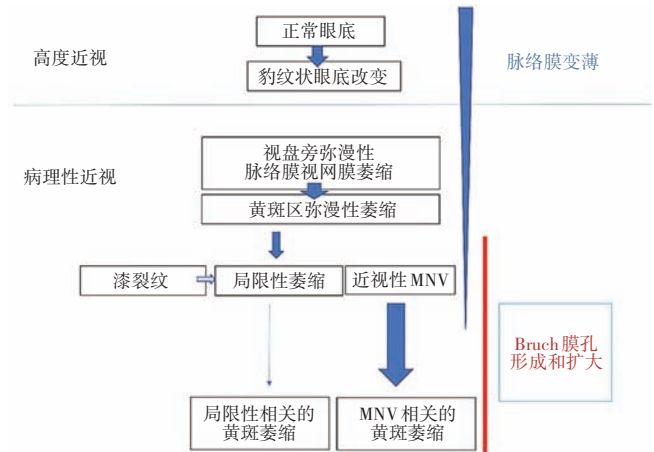 正常眼底
高度近视
豹纹状眼底改变
脉络膜变薄
视盘旁弥漫性
脉络膜视网膜萎缩
病理性近视
黄斑区弥漫性萎缩
漆裂纹
局限性萎缩
近视性MNV
Bruch膜孔
形成和扩大
局限性相关的
黄斑萎缩
MNV相关的
黄斑萎缩